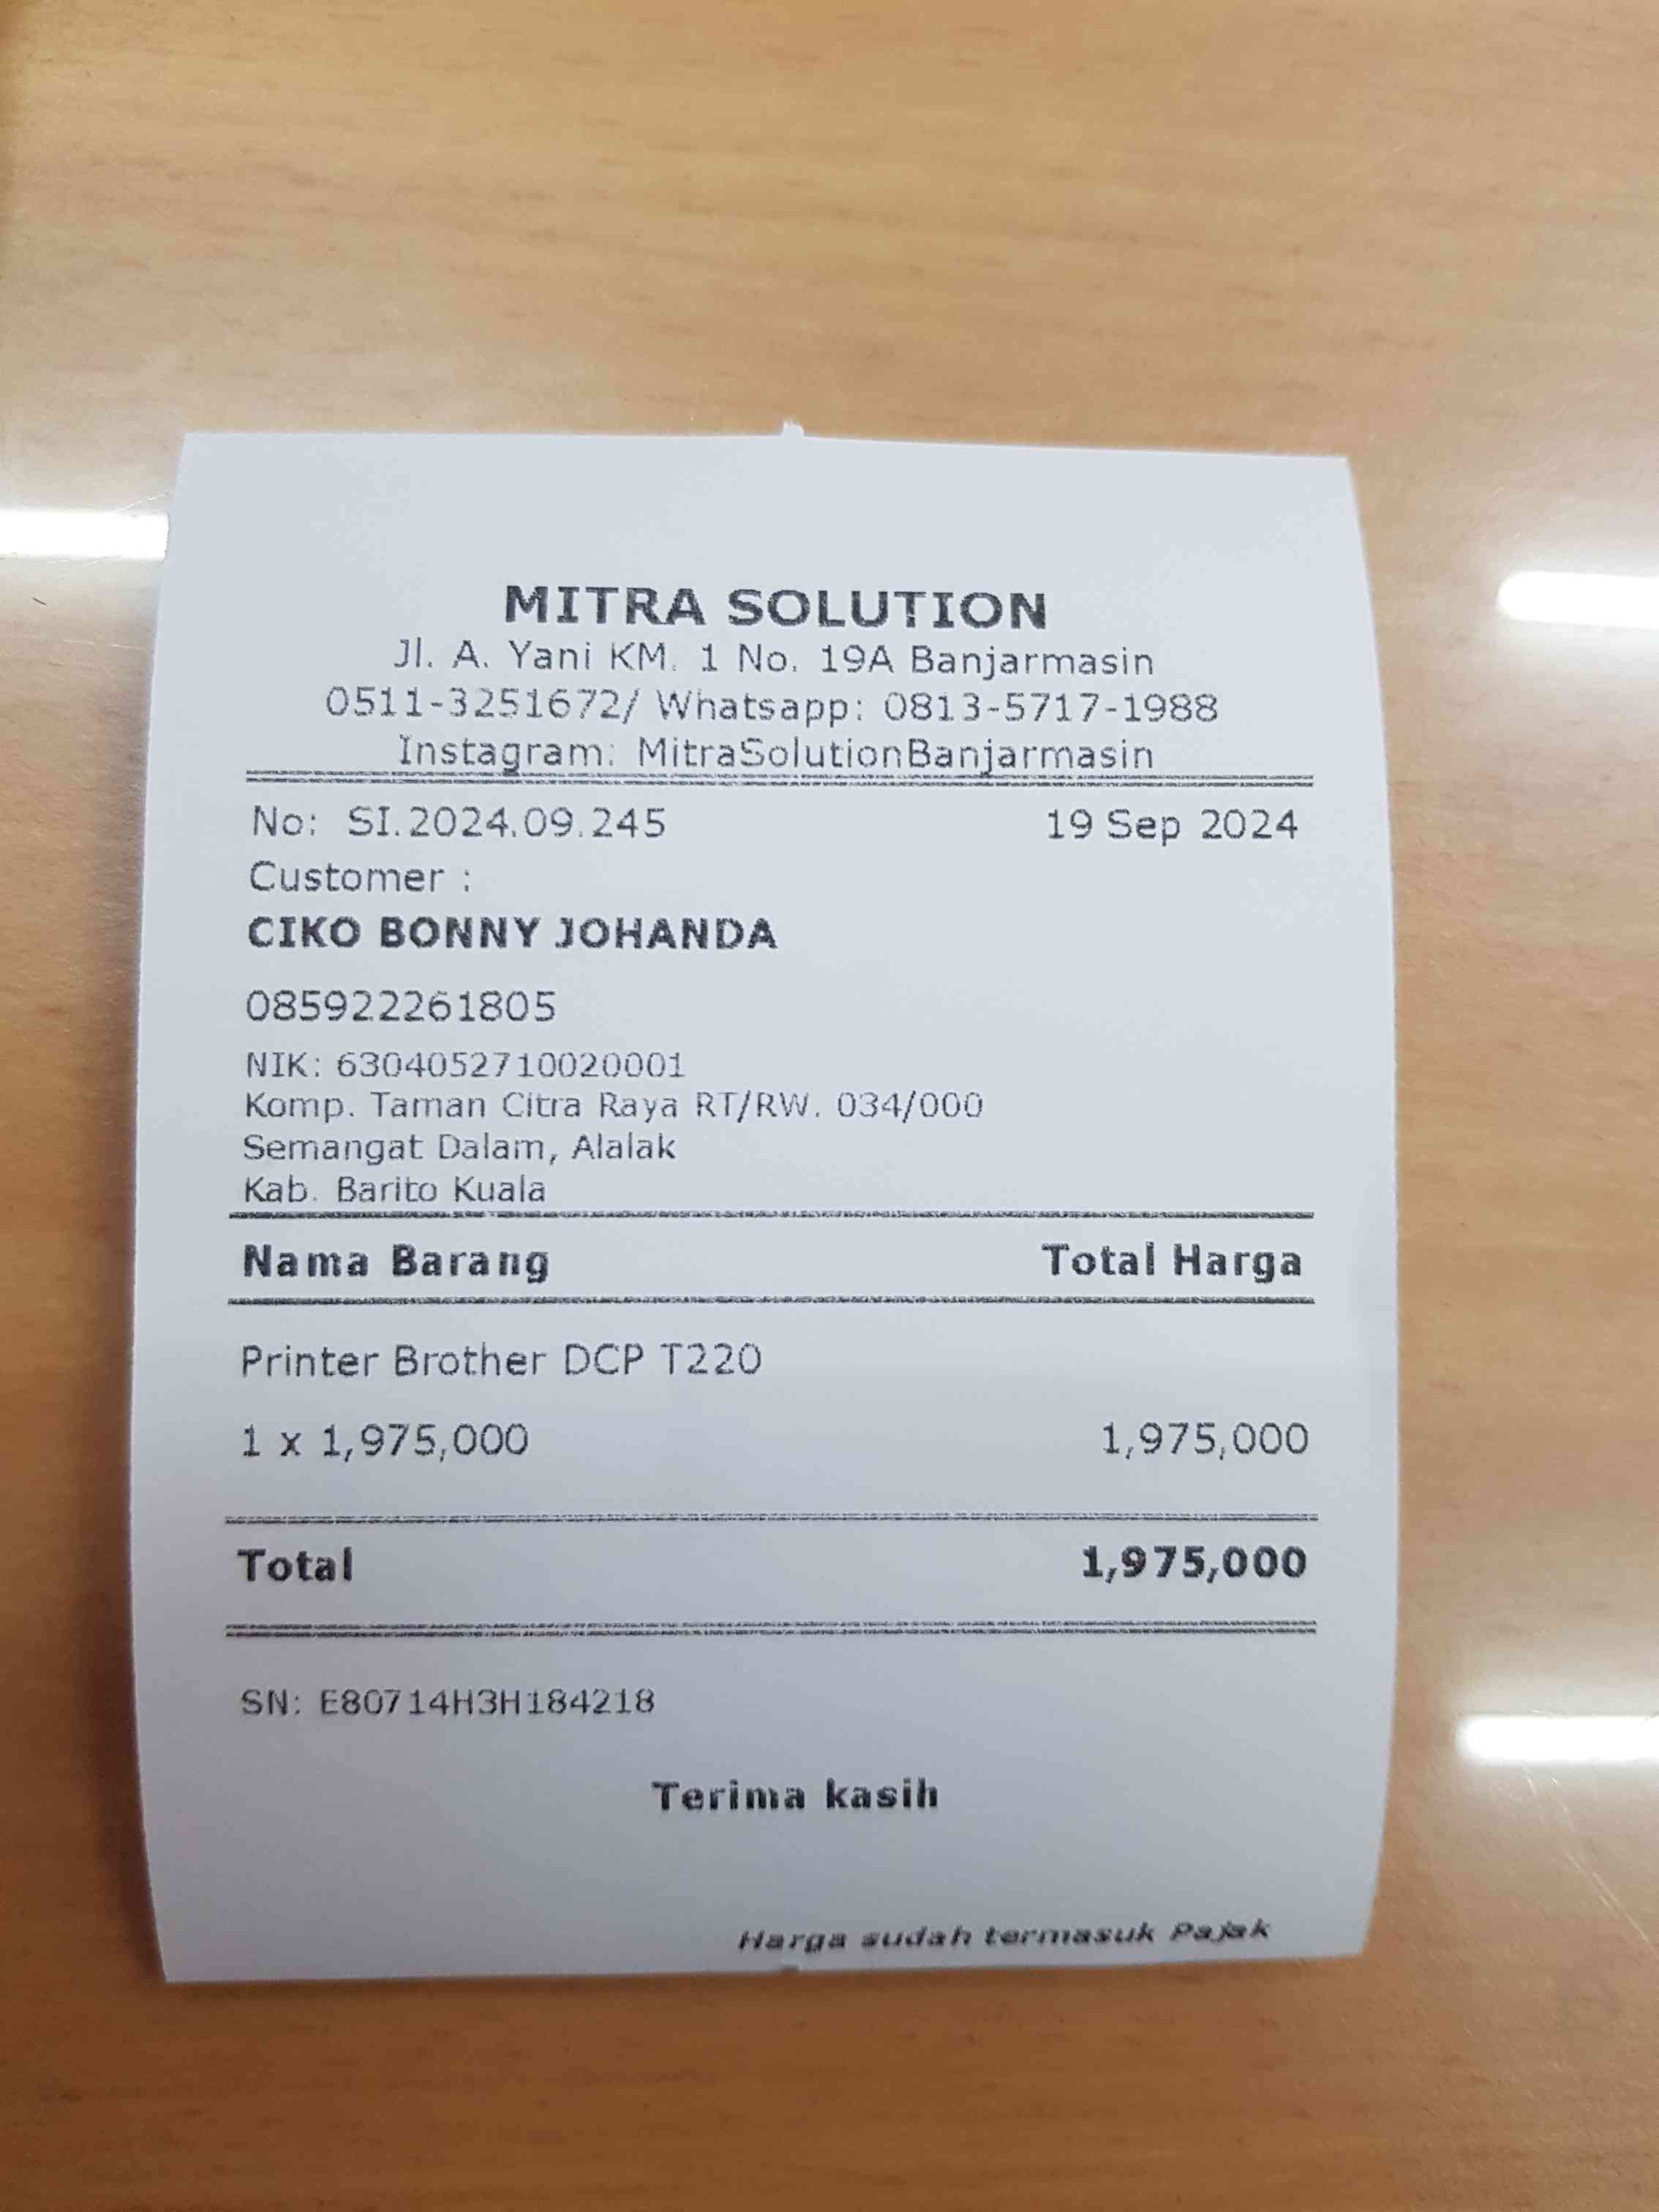 MITRA SOLUTION
Jl. A. Yani KM. 1 No. 19A Banjarmasin
0511-3251672/ Whatsapp: 0813-5717-1988
Instagram: MitraSolutionBanjarmasin
No: SI.2024.09.245 19 Sep 2024
Customer :
CIKO BONNY JOHANDA
085922261805
NIK: 6304052710020001
Komp. Taman Citra Raya RT/RW. 034/000
Semangat Dalam, Alalak
Kab. Barito Kuala
Nama Barang Total Harga
Printer Brother DCP T220
1 x 1,975,000 1,975,000
Total 1,975,000
SN: E80714H3H184218
Terima kasih
Harga sudah termasuk Pajak